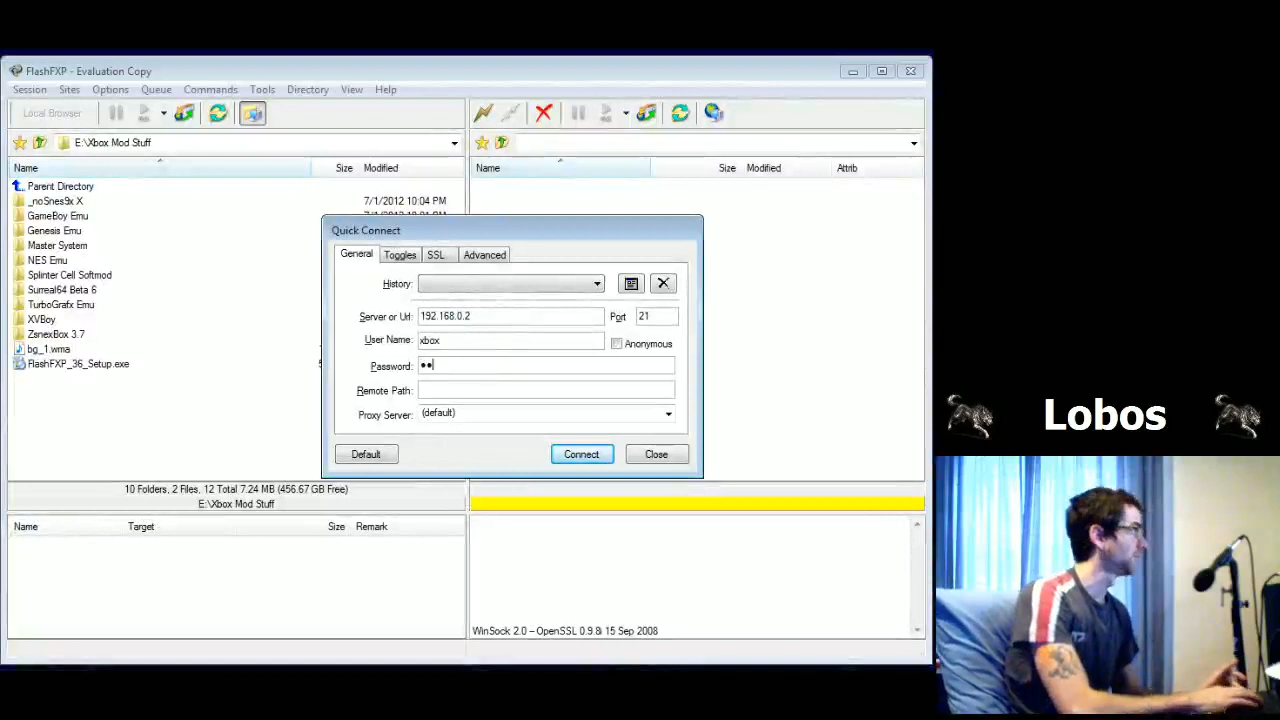 FlashFXP - Evaluation Copy
Session Sites Options Queue Commands Tools Directory View Help
Local Browser
E:\Xbox Mod Stuff
Name Size Modified
Name Size Modified Attrib
Parent Directory
_noSnes9x X 7/1/2012 10:04 PM
GameBoy Emu
Genesis Emu
Master System
NES Emu
Splinter Cell Softmod
Surreal64 Beta 6
TurboGrafx Emu
XVBoy
ZsnexBox 3.7
bg_1.wma
FlashFXP_36_Setup.exe
Quick Connect
General Toggles SSL Advanced
History:
Server or Url: 192.168.0.2 Port 21
User Name: xbox Anonymous
Password: ●●
Remote Path:
Proxy Server: (default)
Default Connect Close
10 Folders, 2 Files, 12 Total 7.24 MB (456.67 GB Free)
E:\Xbox Mod Stuff
Name Target Size Remark
WinSock 2.0 – OpenSSL 0.9.8i 15 Sep 2008
Lobos